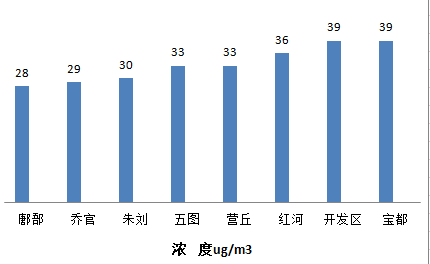 28 29 30 33 33 36 39 39
鄌郚 乔官 朱刘 五图 营丘 红河 开发区 宝都
浓 度ug/m3